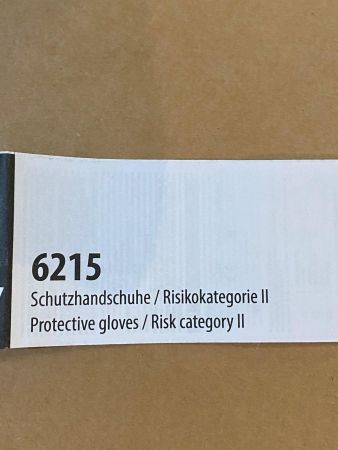 6215
Schutzhandschuhe / Risikokategorie II
Protective gloves / Risk category II